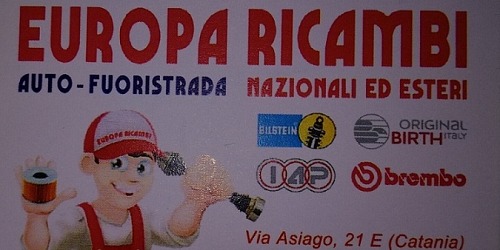 EUROPA RICAMBI
AUTO - FUORISTRADA NAZIONALI ED ESTERI
EUROPA RICAMBI
BILSTEIN
ORIGINAL
BIRTH ITALY
IAP
brembo
Via Asiago, 21 E (Catania)